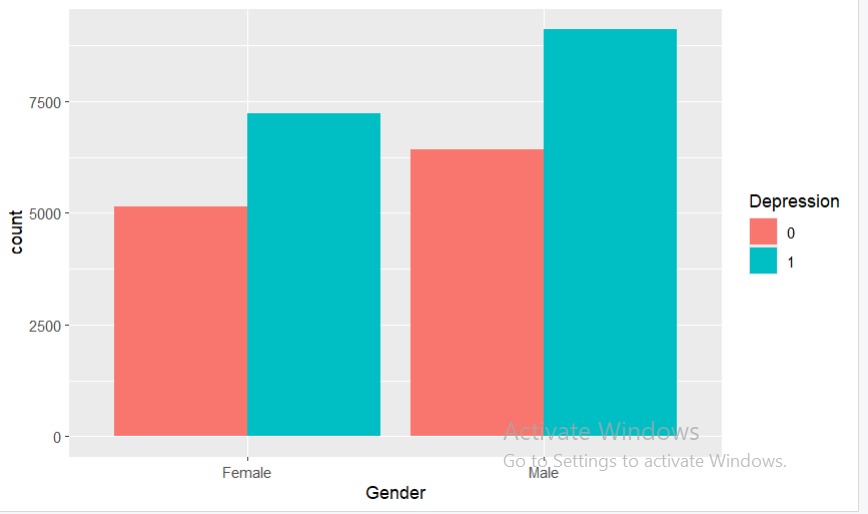 7500
5000
2500
0
count
Female
Male
Gender
Depression
0
1
Activate Windows
Go to Settings to activate Windows.